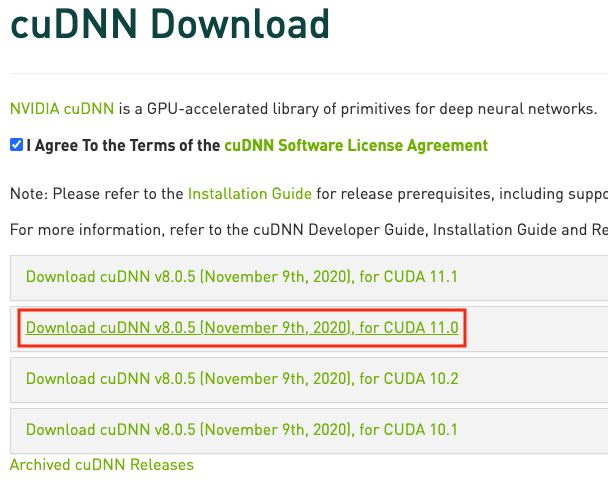 cuDNN Download
NVIDIA cuDNN is a GPU-accelerated library of primitives for deep neural networks.
I Agree To the Terms of the cuDNN Software License Agreement
Note: Please refer to the Installation Guide for release prerequisites, including suppo
For more information, refer to the cuDNN Developer Guide, Installation Guide and Re
Download cuDNN v8.0.5 (November 9th, 2020), for CUDA 11.1
Download cuDNN v8.0.5 (November 9th, 2020), for CUDA 11.0
Download cuDNN v8.0.5 (November 9th, 2020), for CUDA 10.2
Download cuDNN v8.0.5 (November 9th, 2020), for CUDA 10.1
Archived cuDNN Releases